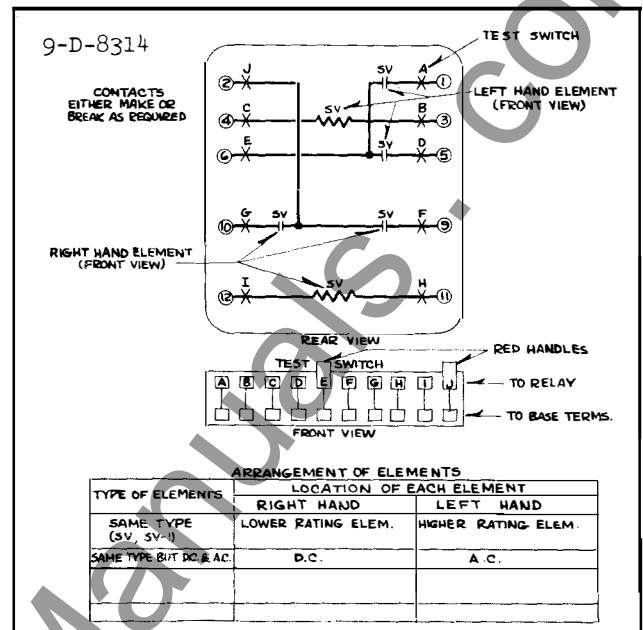 9-D-8314
TEST SWITCH
CONTACTS
EITHER MAKE OR
BREAK AS REQUIRED
J SV A
2 1
LEFT HAND ELEMENT
(FRONT VIEW)
C SV B
4 3
E SV D
6 5
G SV SV F
10 9
RIGHT HAND ELEMENT
(FRONT VIEW)
I SV H
12 11
REAR VIEW
RED HANDLES
TEST SWITCH
A B C D E F G H I J TO RELAY
TO BASE TERMS.
FRONT VIEW
ARRANGEMENT OF ELEMENTS
TYPE OF ELEMENTS LOCATION OF EACH ELEMENT
RIGHT HAND LEFT HAND
SAME TYPE LOWER RATING ELEM. HIGHER RATING ELEM.
(SV, SV-1)
SAME TYPE BUT D.C. & A.C. D.C. A.C.
Manuals.co